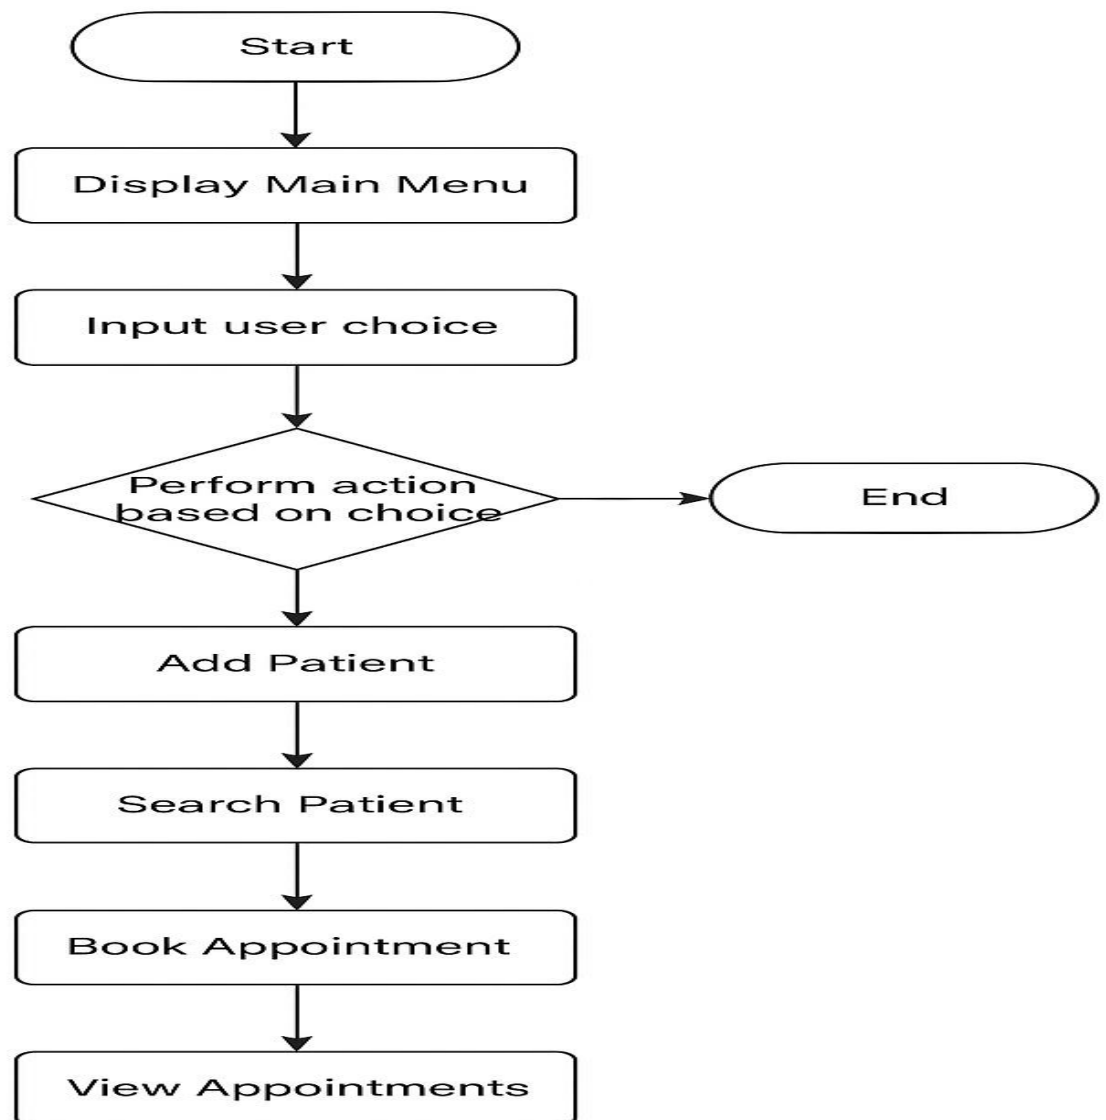 Start
Display Main Menu
Input user choice
Perform action
based on choice
End
Add Patient
Search Patient
Book Appointment
View Appointments